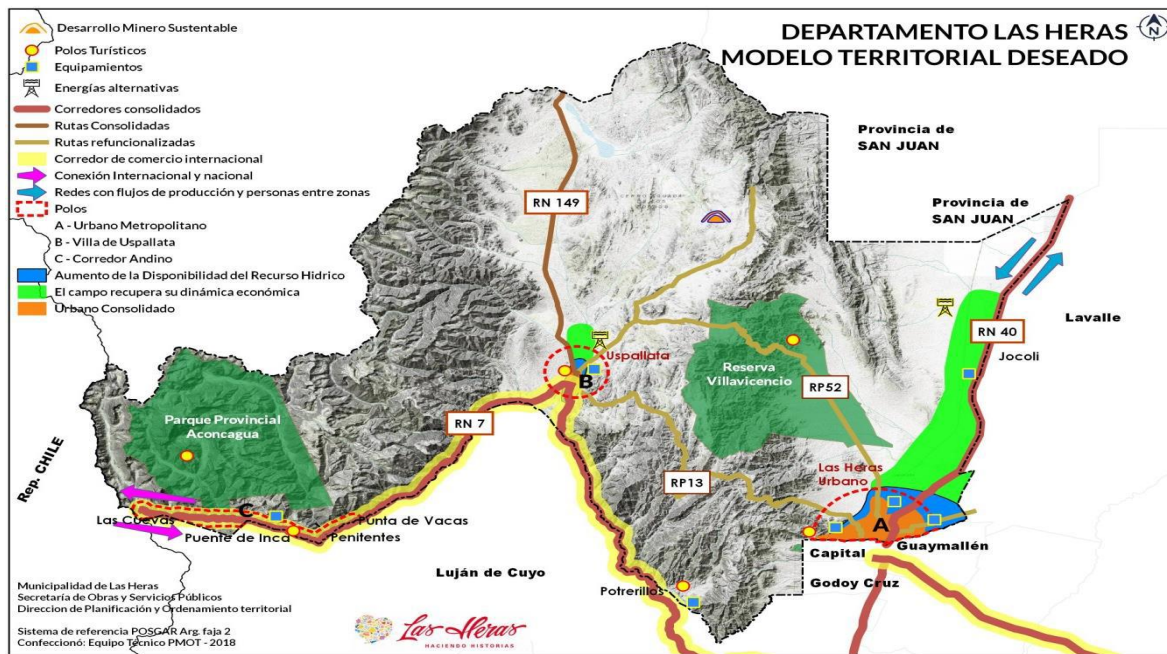 DEPARTAMENTO LAS HERAS
MODELO TERRITORIAL DESEADO
N
Desarrollo Minero Sustentable
Polos Turísticos
Equipamientos
Energías alternativas
Corredores consolidados
Rutas Consolidadas
Rutas refuncionalizadas
Corredor de comercio internacional
Conexión Internacional y nacional
Redes con flujos de producción y personas entre zonas
Polos
A - Urbano Metropolitano
B - Villa de Uspallata
C - Corredor Andino
Aumento de la Disponibilidad del Recurso Hidrico
El campo recupera su dinámica económica
Urbano Consolidado
Provincia de
SAN JUAN
Provincia de
SAN JUAN
RN 149
RN 40
Lavalle
Jocoli
Uspallata
B
Reserva
Villavicencio
RP52
Parque Provincial
Aconcagua
RN 7
RP13
Las Heras
Urbano
Rep. CHILE
A
C
Las Cuevas
Punta de Vacas
Puente de Inca
Penitentes
Capital
Guaymallén
Godoy Cruz
Luján de Cuyo
Potrerillos
Municipalidad de Las Heras
Secretaría de Obras y Servicios Públicos
Direccion de Planificación y Ordenamiento territorial
Sistema de referencia POSGAR Arg. faja 2
Confeccionó: Equipo Técnico PMOT - 2018
Las Heras
HACIENDO HISTORIAS